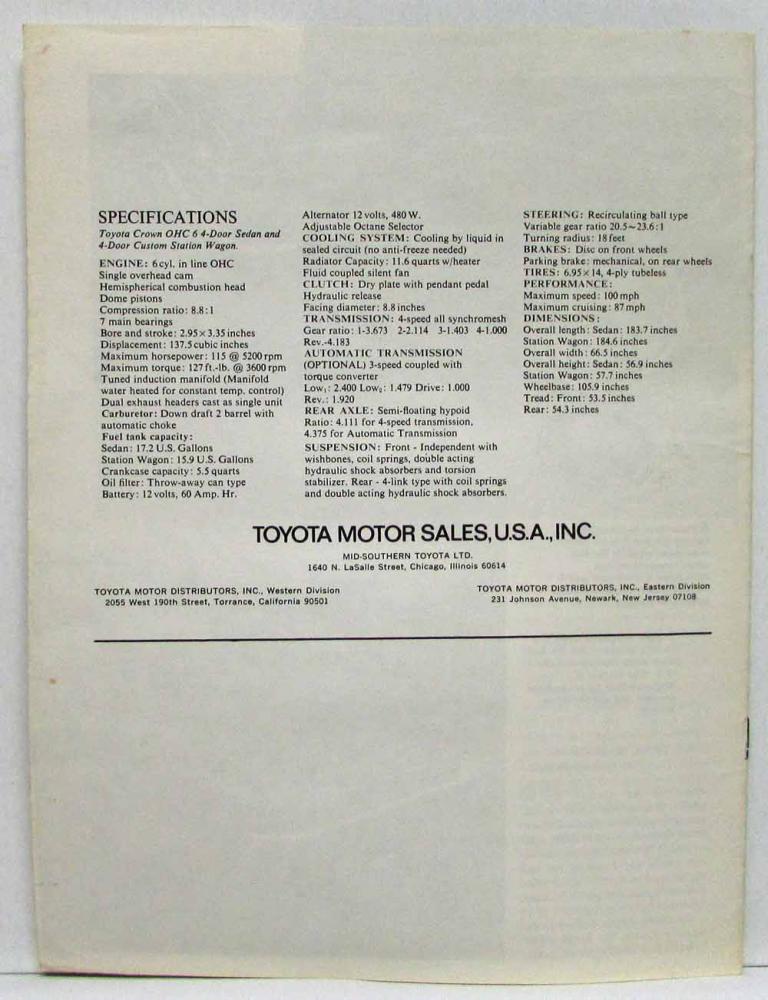 SPECIFICATIONS
Toyota Crown OHC 6 4-Door Sedan and
4-Door Custom Station Wagon.
ENGINE: 6 cyl. in line OHC
Single overhead cam
Hemispherical combustion head
Dome pistons
Compression ratio: 8.8:1
7 main bearings
Bore and stroke: 2.95×3.35 inches
Displacement: 137.5 cubic inches
Maximum horsepower: 115 @ 5200 rpm
Maximum torque: 127 ft.-lb. @ 3600 rpm
Tuned induction manifold (Manifold
water heated for constant temp. control)
Dual exhaust headers cast as single unit
Carburetor: Down draft 2 barrel with
automatic choke
Fuel tank capacity:
Sedan: 17.2 U.S. Gallons
Station Wagon: 15.9 U.S. Gallons
Crankcase capacity: 5.5 quarts
Oil filter: Throw-away can type
Battery: 12 volts, 60 Amp. Hr.
Alternator 12 volts, 480 W.
Adjustable Octane Selector
COOLING SYSTEM: Cooling by liquid in
sealed circuit (no anti-freeze needed)
Radiator Capacity: 11.6 quarts w/heater
Fluid coupled silent fan
CLUTCH: Dry plate with pendant pedal
Hydraulic release
Facing diameter: 8.8 inches
TRANSMISSION: 4-speed all synchromesh
Gear ratio: 1-3.673 2-2.114 3-1.403 4-1.000
Rev.-4.183
AUTOMATIC TRANSMISSION
(OPTIONAL) 3-speed coupled with
torque converter
Low₁: 2.400 Low₂: 1.479 Drive: 1.000
Rev.: 1.920
REAR AXLE: Semi-floating hypoid
Ratio: 4.111 for 4-speed transmission,
4.375 for Automatic Transmission
SUSPENSION: Front - Independent with
wishbones, coil springs, double acting
hydraulic shock absorbers and torsion
stabilizer. Rear - 4-link type with coil springs
and double acting hydraulic shock absorbers.
STEERING: Recirculating ball type
Variable gear ratio 20.5~23.6:1
Turning radius: 18 feet
BRAKES: Disc on front wheels
Parking brake: mechanical, on rear wheels
TIRES: 6.95×14, 4-ply tubeless
PERFORMANCE:
Maximum speed: 100 mph
Maximum cruising: 87 mph
DIMENSIONS:
Overall length: Sedan: 183.7 inches
Station Wagon: 184.6 inches
Overall width: 66.5 inches
Overall height: Sedan: 56.9 inches
Station Wagon: 57.7 inches
Wheelbase: 105.9 inches
Tread: Front: 53.5 inches
Rear: 54.3 inches
TOYOTA MOTOR SALES, U.S.A., INC.
MID-SOUTHERN TOYOTA LTD.
1640 N. LaSalle Street, Chicago, Illinois 60614
TOYOTA MOTOR DISTRIBUTORS, INC., Western Division
2055 West 190th Street, Torrance, California 90501
TOYOTA MOTOR DISTRIBUTORS, INC., Eastern Division
231 Johnson Avenue, Newark, New Jersey 07108